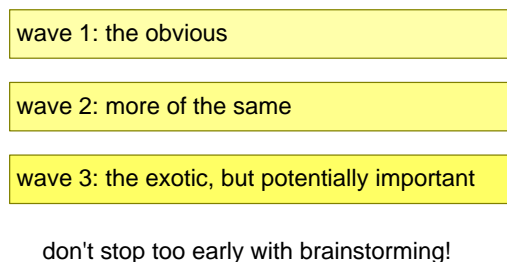 wave 1: the obvious
wave 2: more of the same
wave 3: the exotic, but potentially important
don't stop too early with brainstorming!